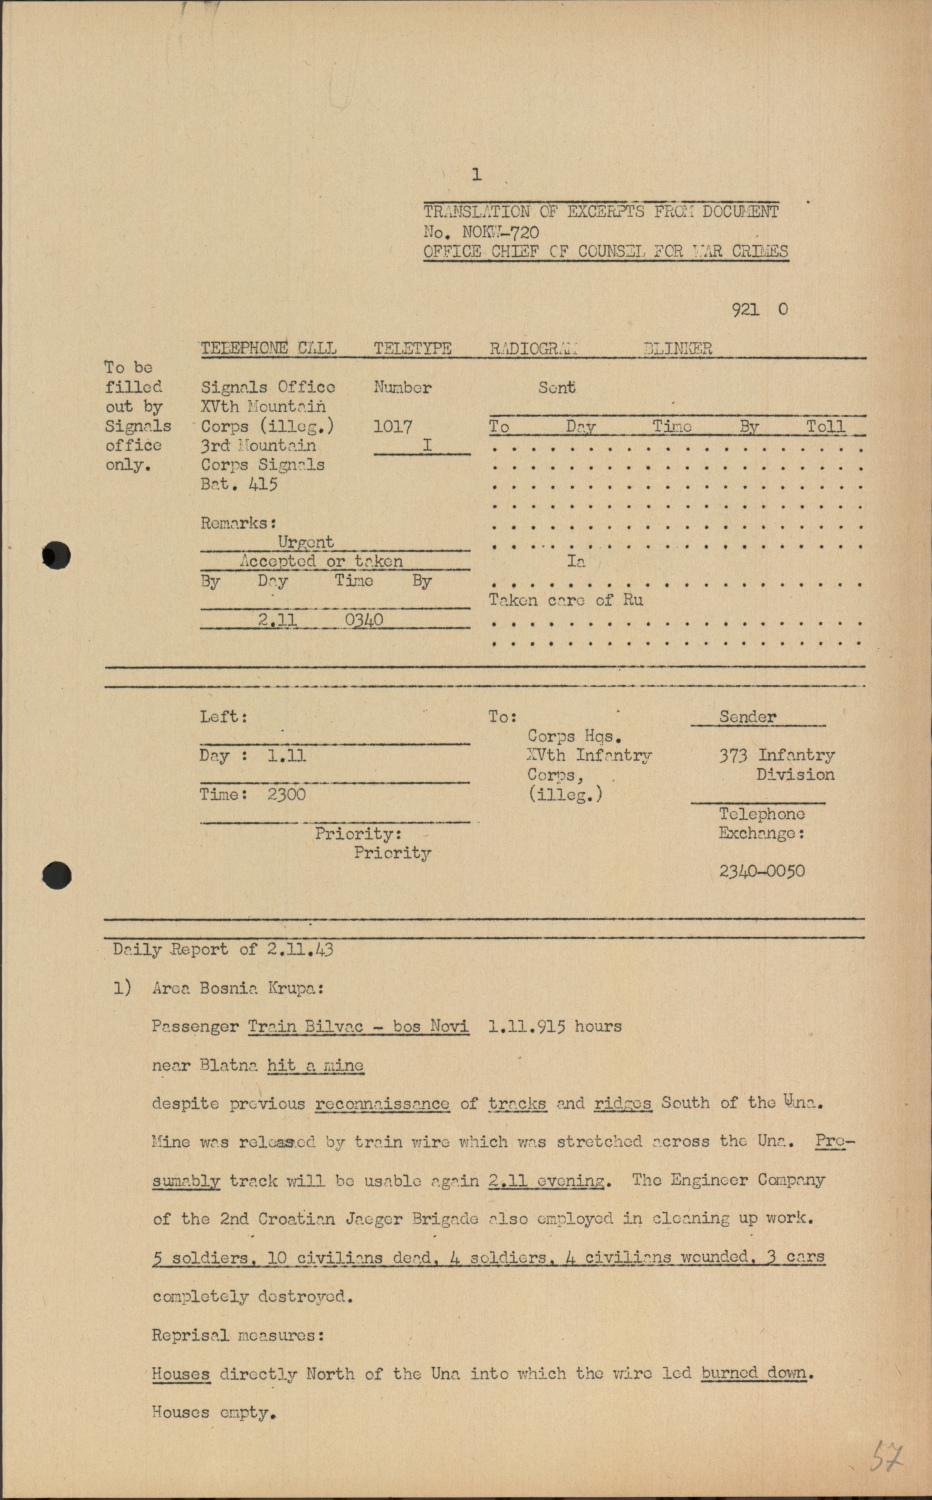 1
TRANSLATION OF EXCERPTS FROM DOCUMENT
No. NOKW-720
OFFICE CHIEF OF COUNSEL FOR WAR CRIMES
921 0
TELEPHONE CALL TELETYPE RADIOGRAM BLINKER
To be
filled
out by
Signals
office
only.
Signals Office
XVth Mountain
Corps (illeg.)
3rd Mountain
Corps Signals
Bat. 415
Number
1017
I
Sent
To Day Time By Toll
Remarks:
Urgent
Accepted or taken
By Day Time By
2.11 0340
Ia
Taken care of Ru
Left:
Day : 1.11
Time: 2300
Priority:
Priority
To:
Corps Hqs.
XVth Infantry
Corps,
(illeg.)
Sender
373 Infantry
Division
Telephone
Exchange:
2340-0050
Daily Report of 2.11.43
1) Area Bosnia Krupa:
Passenger Train Bilvac - bos Novi 1.11.915 hours
near Blatna hit a mine
despite previous reconnaissance of tracks and ridges South of the Una.
Mine was released by train wire which was stretched across the Una. Pre-
sumably track will be usable again 2.11 evening. The Engineer Company
of the 2nd Croatian Jaeger Brigade also employed in cleaning up work.
5 soldiers, 10 civilians dead, 4 soldiers, 4 civilians wounded, 3 cars
completely destroyed.
Reprisal measures:
Houses directly North of the Una into which the wire led burned down.
Houses empty.
57